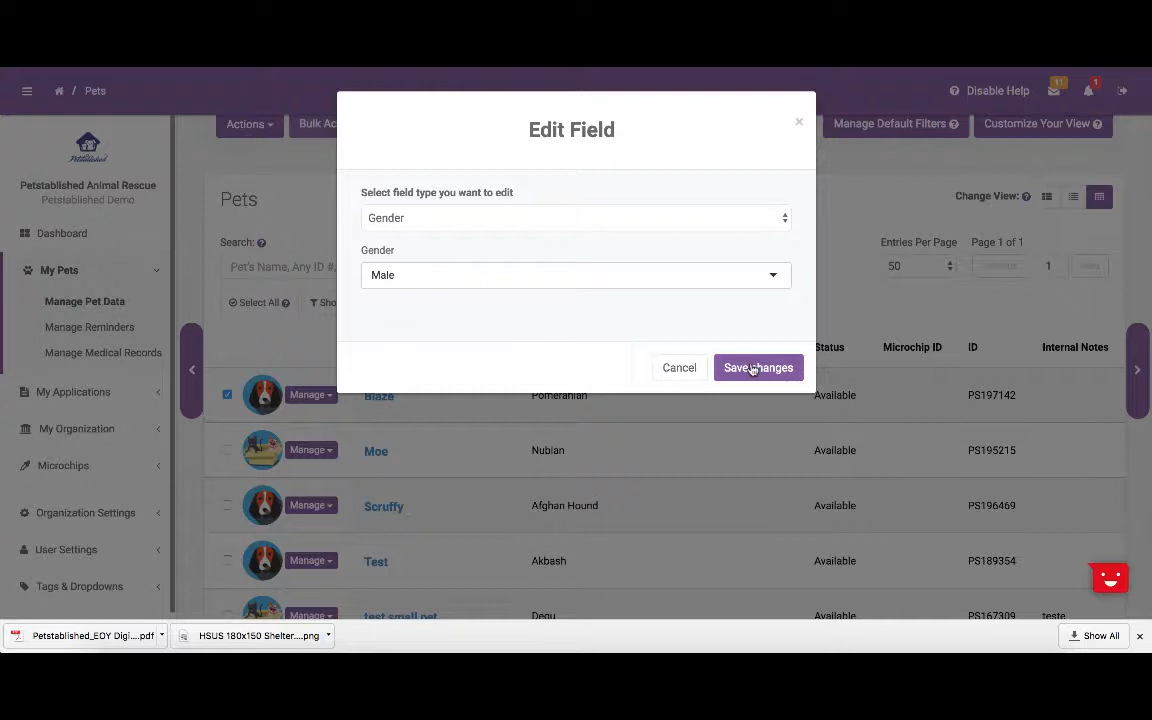 / Pets
Disable Help
11
1
Actions
Bulk Ac
Manage Default Filters
Customize Your View
Edit Field
×
Select field type you want to edit
Gender
Gender
Male
Cancel
Save changes
Petstablished
Petstablished Animal Rescue
Petstablished Demo
Dashboard
My Pets
Manage Pet Data
Manage Reminders
Manage Medical Records
My Applications
My Organization
Microchips
Organization Settings
User Settings
Tags & Dropdowns
Pets
Change View:
Search:
Pet's Name, Any ID #,
Entries Per Page
Page 1 of 1
50
1
Select All
Sho
Status
Microchip ID
ID
Internal Notes
Manage
Blaze
Pomeranian
Available
PS197142
Manage
Moe
Nubian
Available
PS195215
Manage
Scruffy
Afghan Hound
Available
PS196469
Manage
Test
Akbash
Available
PS189354
Manage
test small pet
Degu
Available
PS167309
teste
Petstablished_EOY Digi....pdf
HSUS 180x150 Shelter....png
Show All
×